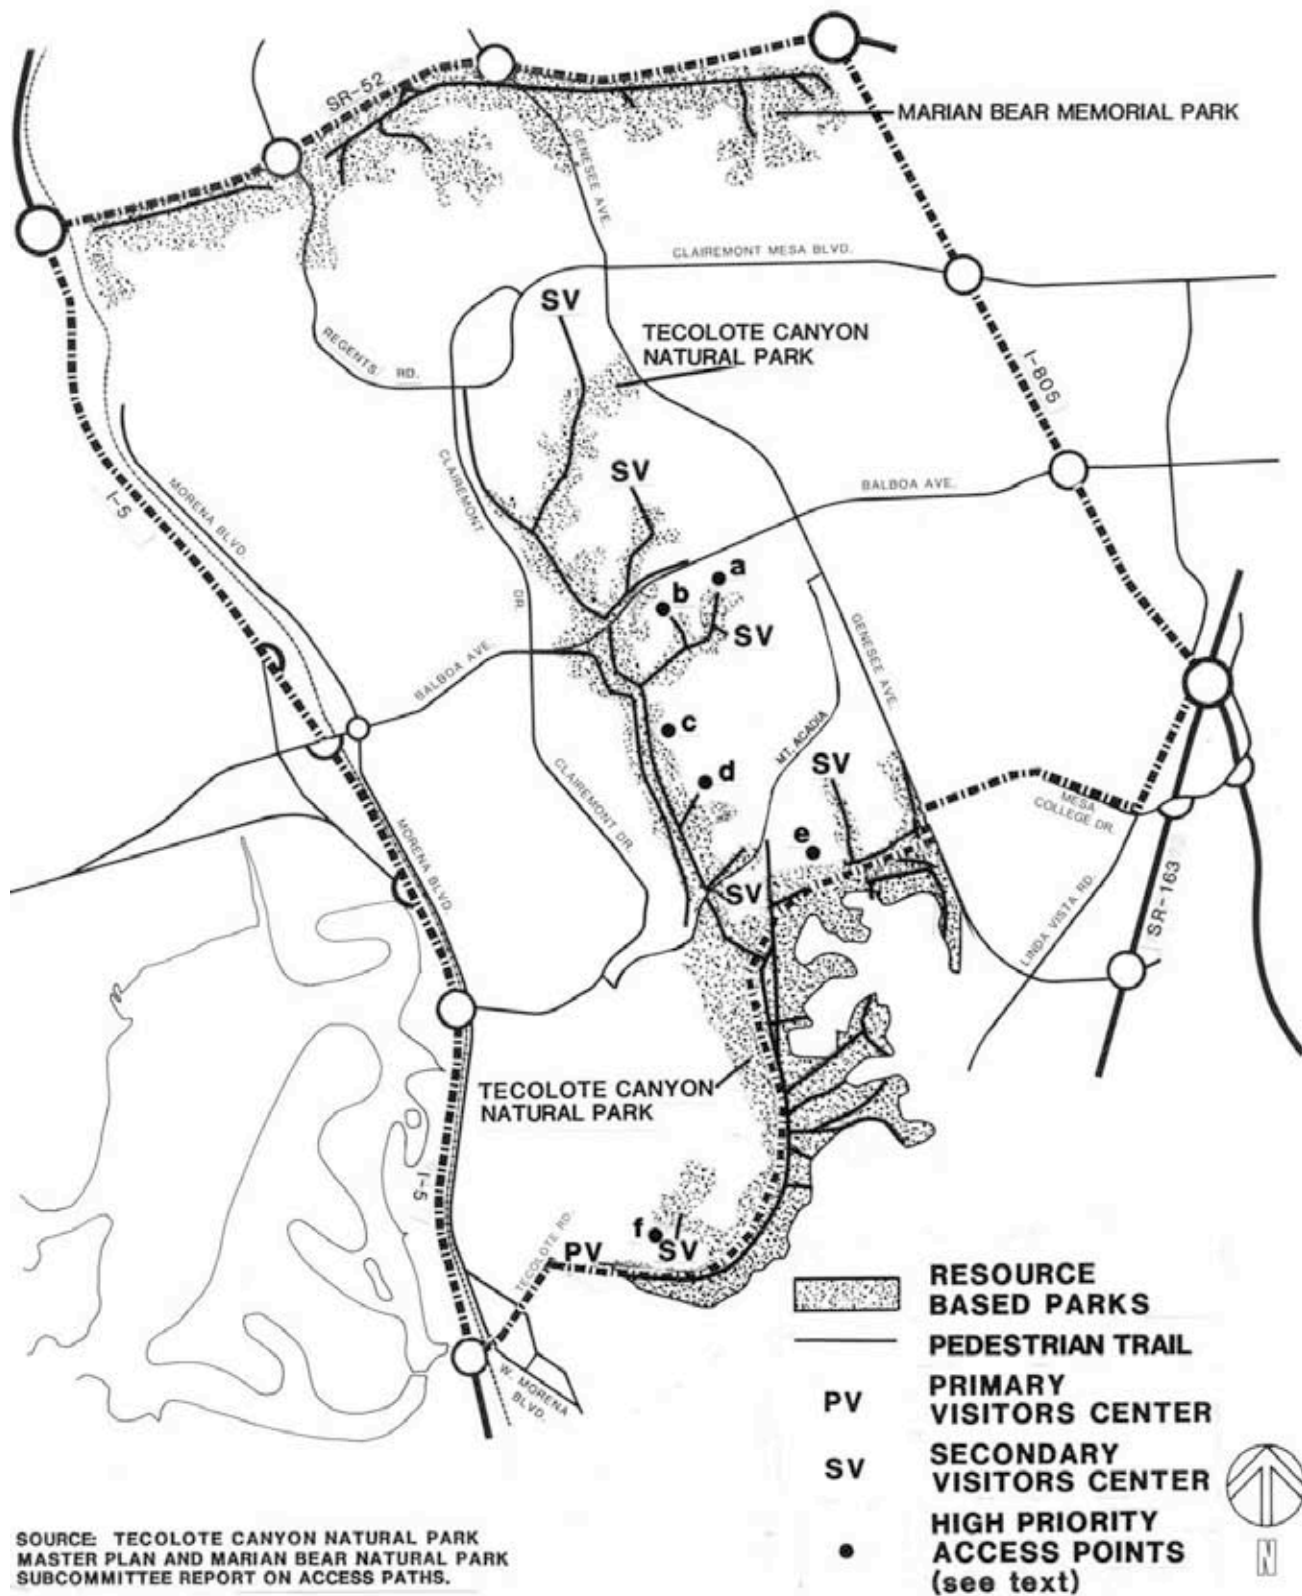 SR-52
MARIAN BEAR MEMORIAL PARK
GENESEE AVE.
CLAIREMONT MESA BLVD.
SV
TECOLOTE CANYON
NATURAL PARK
REGENTS RD.
I-805
CLAIREMONT
DR.
SV
BALBOA AVE.
MORENA BLVD.
I-5
a
b
SV
GENESEE AVE.
BALBOA AVE.
c
MT. ACADIA
d
SV
CLAIREMONT DR.
MESA
COLLEGE DR.
MORENA BLVD.
e
SV
LINDA VISTA RD.
SR-163
TECOLOTE CANYON
NATURAL PARK
I-5
TECOLOTE RD.
f
SV
PV
W. MORENA
BLVD.
RESOURCE
BASED PARKS
PEDESTRIAN TRAIL
PV
PRIMARY
VISITORS CENTER
SV
SECONDARY
VISITORS CENTER
HIGH PRIORITY
ACCESS POINTS
(see text)
N
SOURCE: TECOLOTE CANYON NATURAL PARK
MASTER PLAN AND MARIAN BEAR NATURAL PARK
SUBCOMMITTEE REPORT ON ACCESS PATHS.